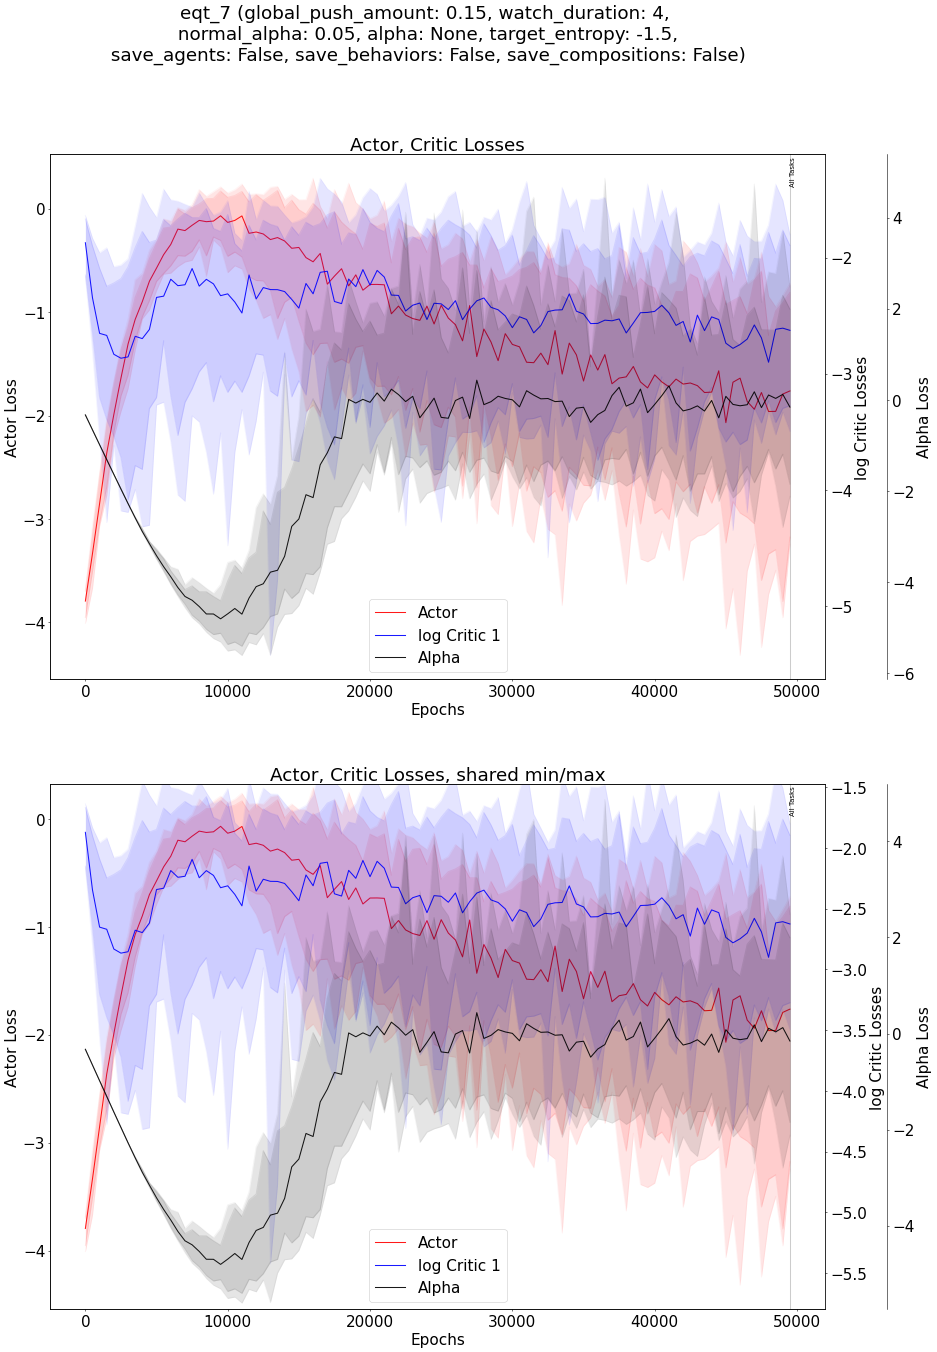 eqt_7 (global_push_amount: 0.15, watch_duration: 4,
normal_alpha: 0.05, alpha: None, target_entropy: -1.5,
save_agents: False, save_behaviors: False, save_compositions: False)
Actor, Critic Losses
All Tasks
0
−1
−2
−3
−4
Actor Loss
−2
−3
−4
−5
log Critic Losses
4
2
0
−2
−4
−6
Alpha Loss
Actor
log Critic 1
Alpha
0 10000 20000 30000 40000 50000
Epochs
Actor, Critic Losses, shared min/max
All Tasks
0
−1
−2
−3
−4
Actor Loss
−1.5
−2.0
−2.5
−3.0
−3.5
−4.0
−4.5
−5.0
−5.5
log Critic Losses
4
2
0
−2
−4
Alpha Loss
Actor
log Critic 1
Alpha
0 10000 20000 30000 40000 50000
Epochs